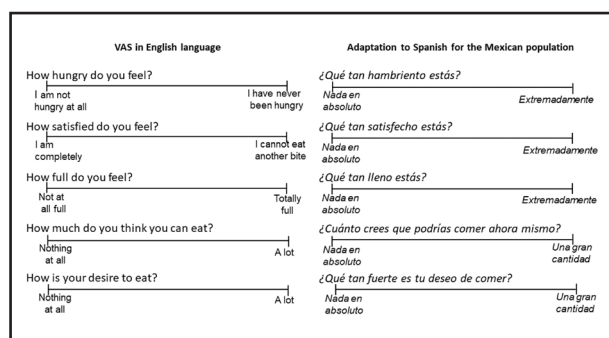 VAS in English language
How hungry do you feel?
I am not
hungry at all
I have never
been hungry
How satisfied do you feel?
I am
completely
I cannot eat
another bite
How full do you feel?
Not at
all full
Totally
full
How much do you think you can eat?
Nothing
at all
A lot
How is your desire to eat?
Nothing
at all
A lot
Adaptation to Spanish for the Mexican population
¿Qué tan hambriento estás?
Nada en
absoluto
Extremadamente
¿Qué tan satisfecho estás?
Nada en
absoluto
Extremadamente
¿Qué tan lleno estás?
Nada en
absoluto
Extremadamente
¿Cuánto crees que podrías comer ahora mismo?
Nada en
absoluto
Una gran
cantidad
¿Qué tan fuerte es tu deseo de comer?
Nada en
absoluto
Una gran
cantidad